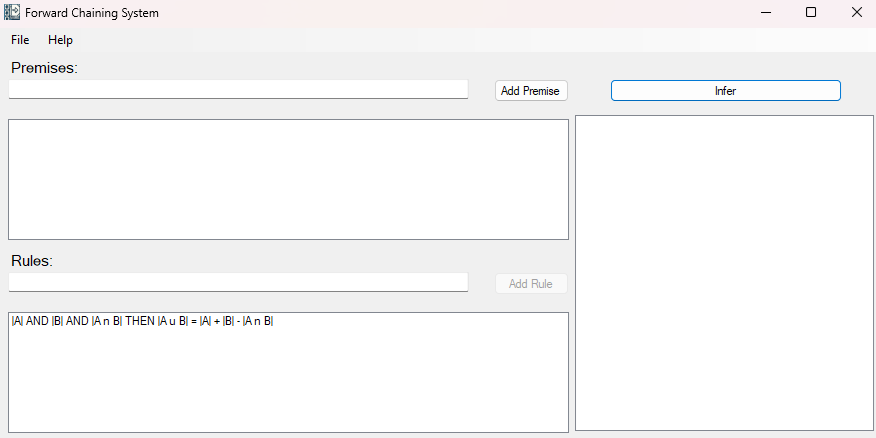 Forward Chaining System
File Help
Premises:
Add Premise
Infer
Rules:
Add Rule
|A| AND |B| AND |A n B| THEN |A u B| = |A| + |B| - |A n B|